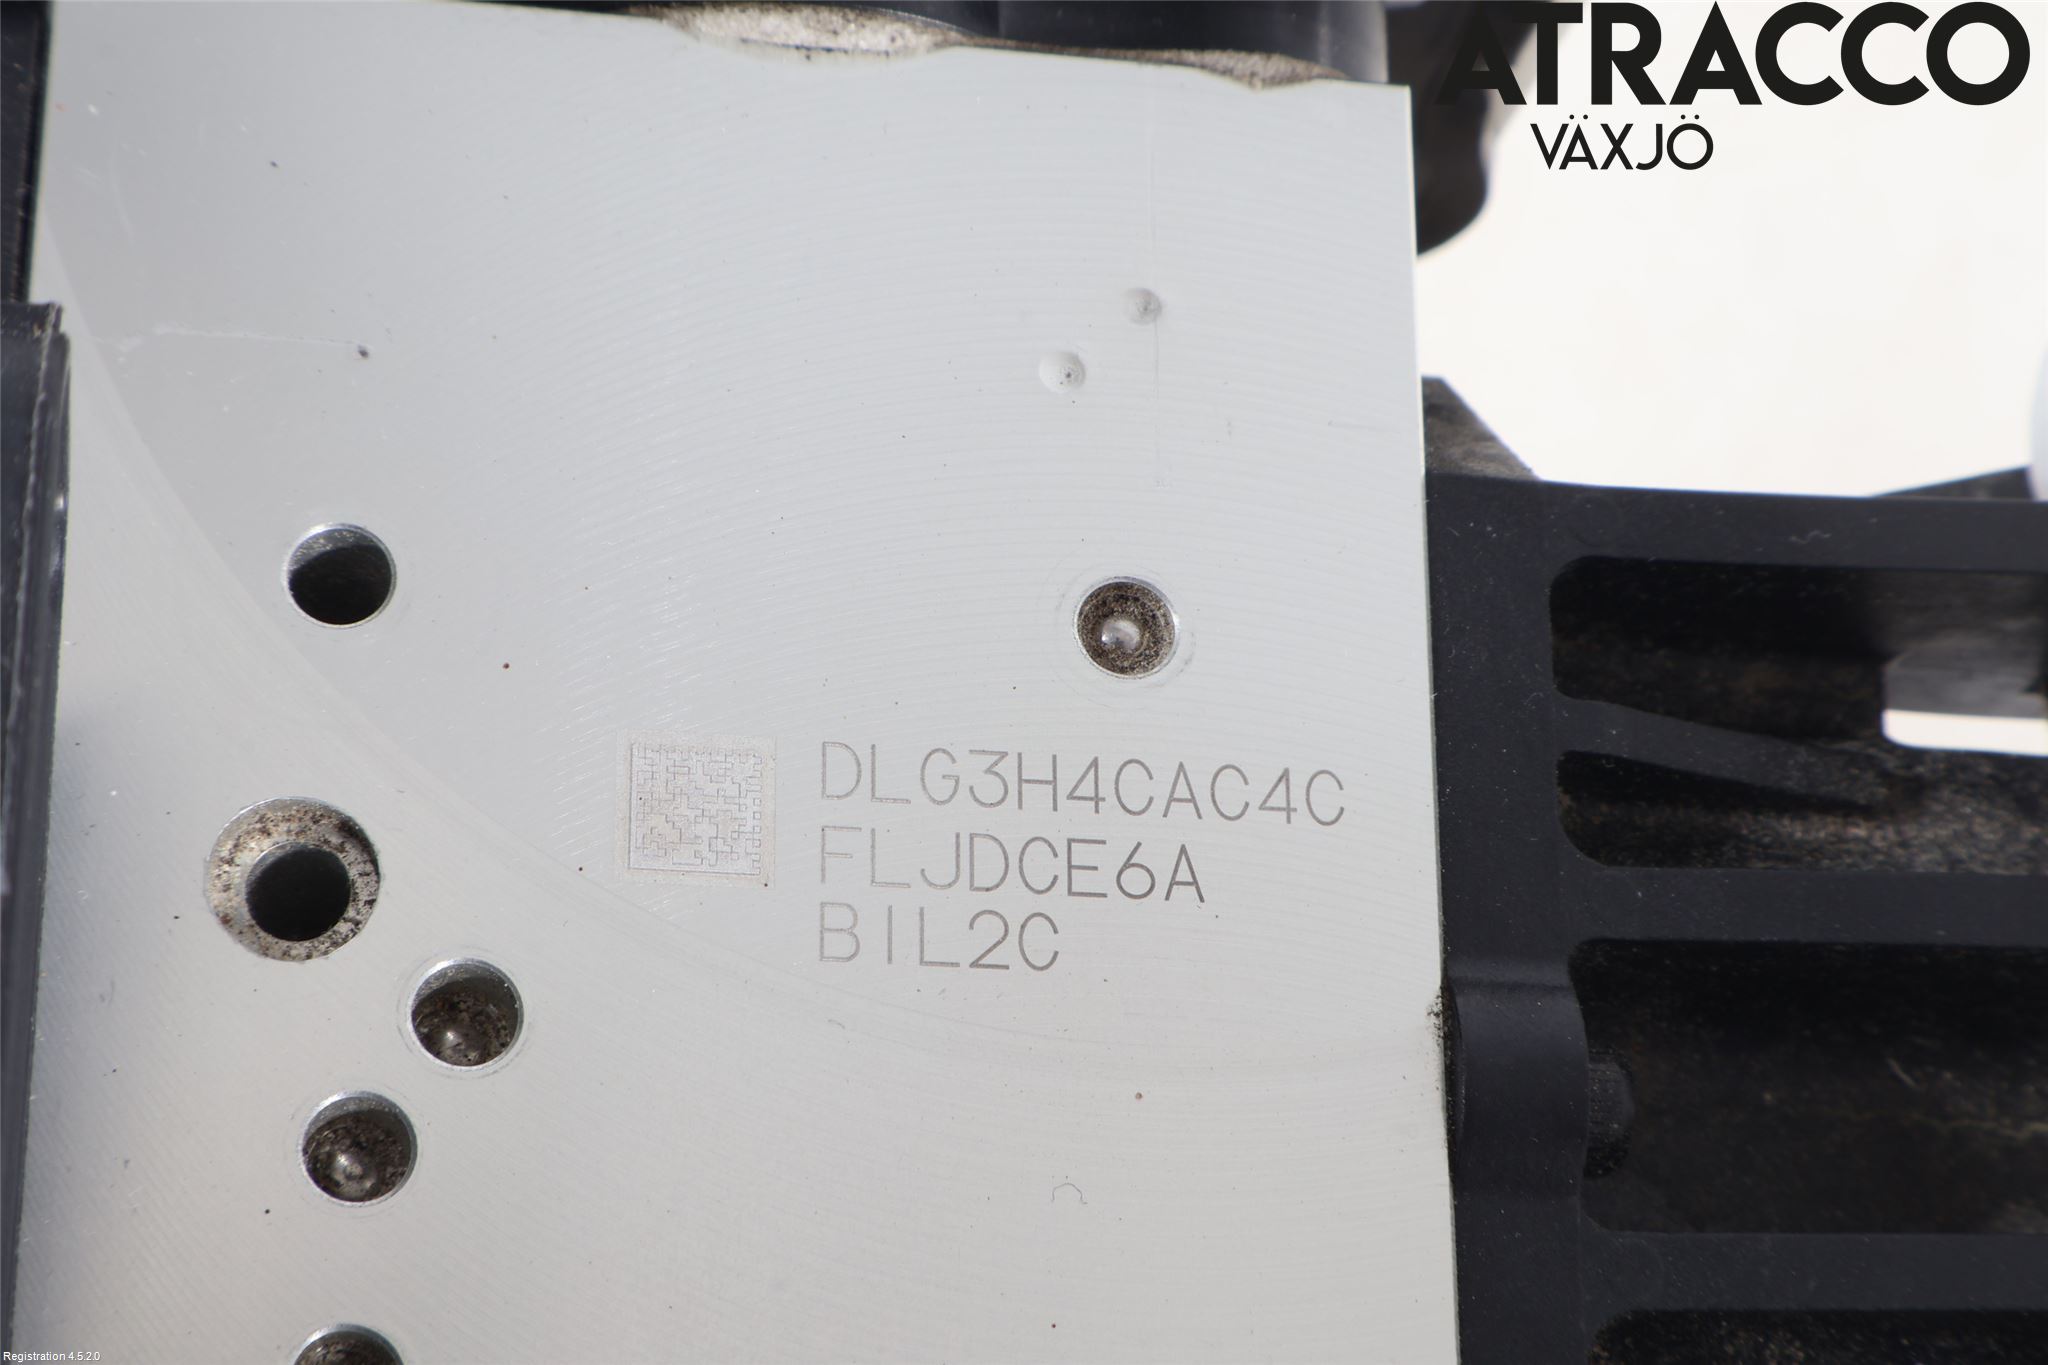 ATRACCO
VÄXJÖ
DLG3H4CAC4C
FLJDCE6A
BIL2C
Registration 4.5.2.0